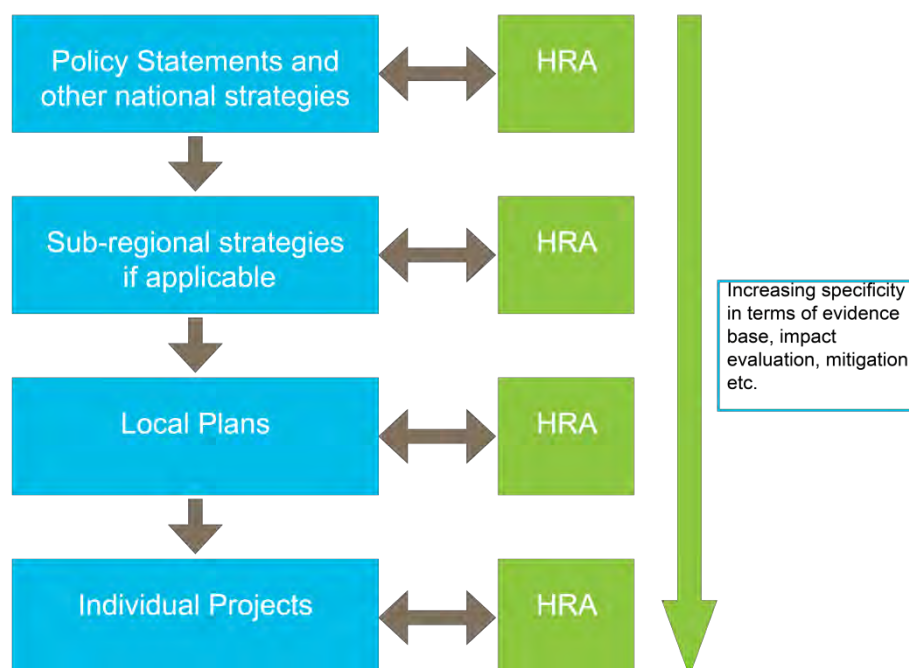 Policy Statements and
other national strategies
HRA
Sub-regional strategies
if applicable
HRA
Local Plans
HRA
Individual Projects
HRA
Increasing specificity
in terms of evidence
base, impact
evaluation, mitigation
etc.